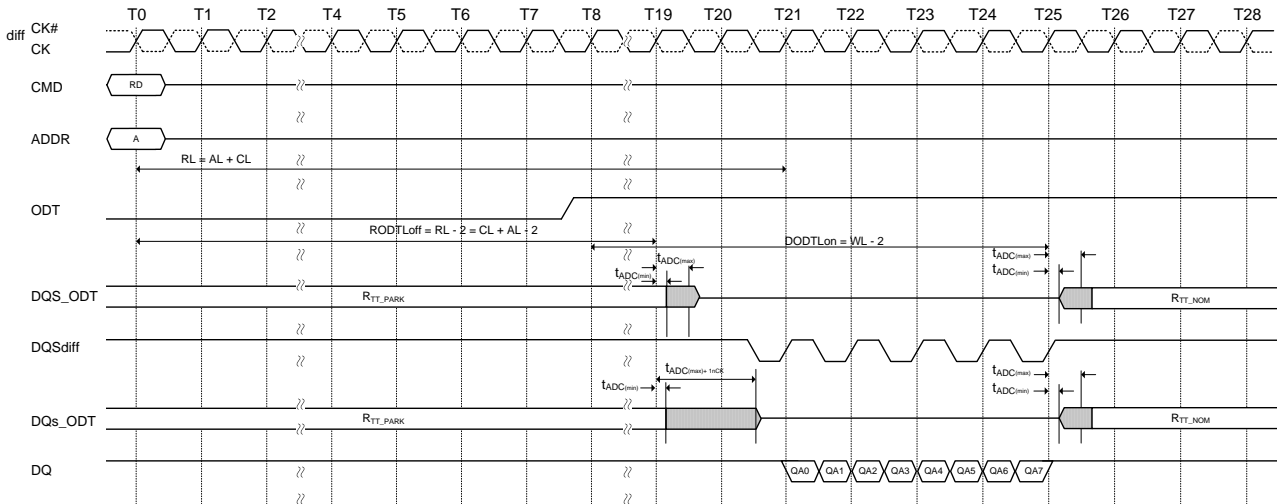 T0 T1 T2 T4 T5 T6 T7 T8 T19 T20 T21 T22 T23 T24 T25 T26 T27 T28
diff CK#
CK
CMD RD
ADDR A
RL = AL + CL
ODT
RODTLoff = RL - 2 = CL + AL - 2
DODTLon = WL - 2
tADC(max) tADC(max)
tADC(min) tADC(min)
DQS_ODT RTT_PARK RTT_NOM
DQSdiff
tADC(max)+ 1nCK tADC(max)
tADC(min) tADC(min)
DQs_ODT RTT_PARK RTT_NOM
DQ QA0 QA1 QA2 QA3 QA4 QA5 QA6 QA7